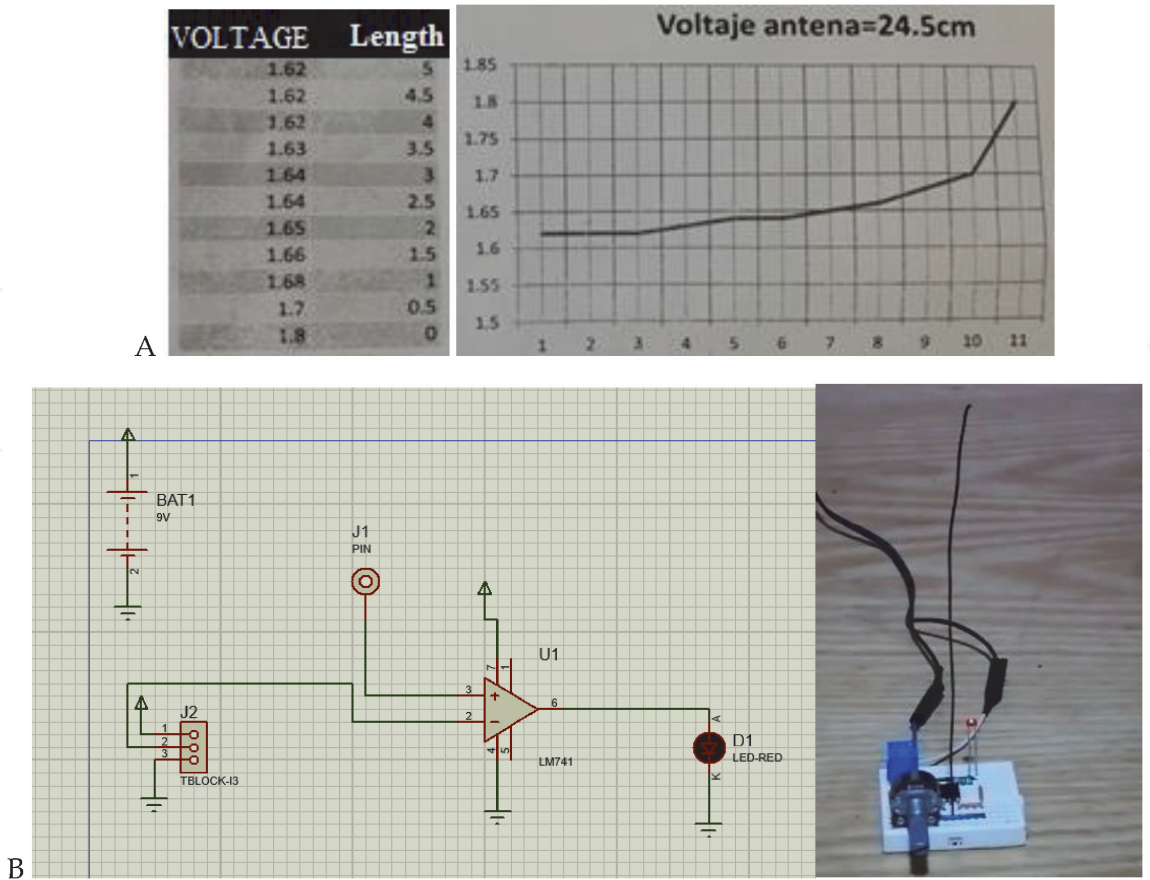 VOLTAGE Length
1.62 5
1.62 4.5
1.62 4
1.63 3.5
1.64 3
1.64 2.5
1.65 2
1.66 1.5
1.68 1
1.7 0.5
1.8 0
Voltaje antena=24.5cm
1.85
1.8
1.75
1.7
1.65
1.6
1.55
1.5
1 2 3 4 5 6 7 8 9 10 11
A
1
BAT1
9V
2
J1
PIN
7 1
U1
3
2
6
4 5
LM741
J2
1
2
3
TBLOCK-I3
A
D1
LED-RED
K
B